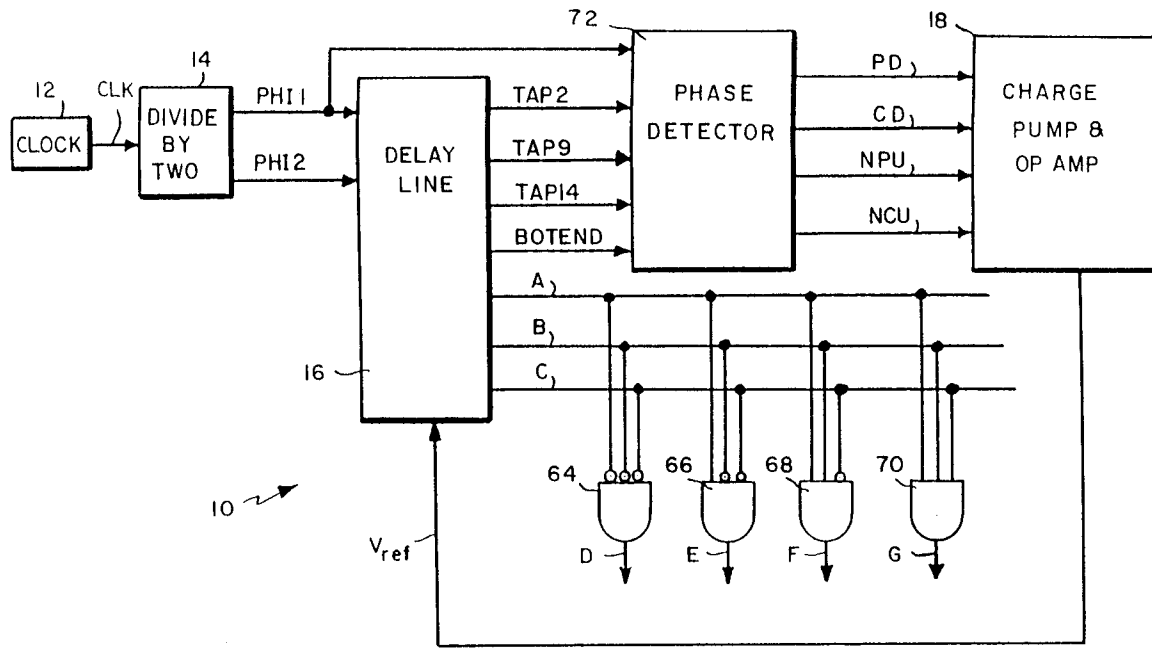 72
18
14
12
CLK
CLOCK
DIVIDE
BY
TWO
PHI1
PHI2
DELAY
LINE
16
TAP2
TAP9
TAP14
BOTEND
A
B
C
PHASE
DETECTOR
PD
CD
NPU
NCU
CHARGE
PUMP &
OP AMP
64
66
68
70
10
Vref
D
E
F
G